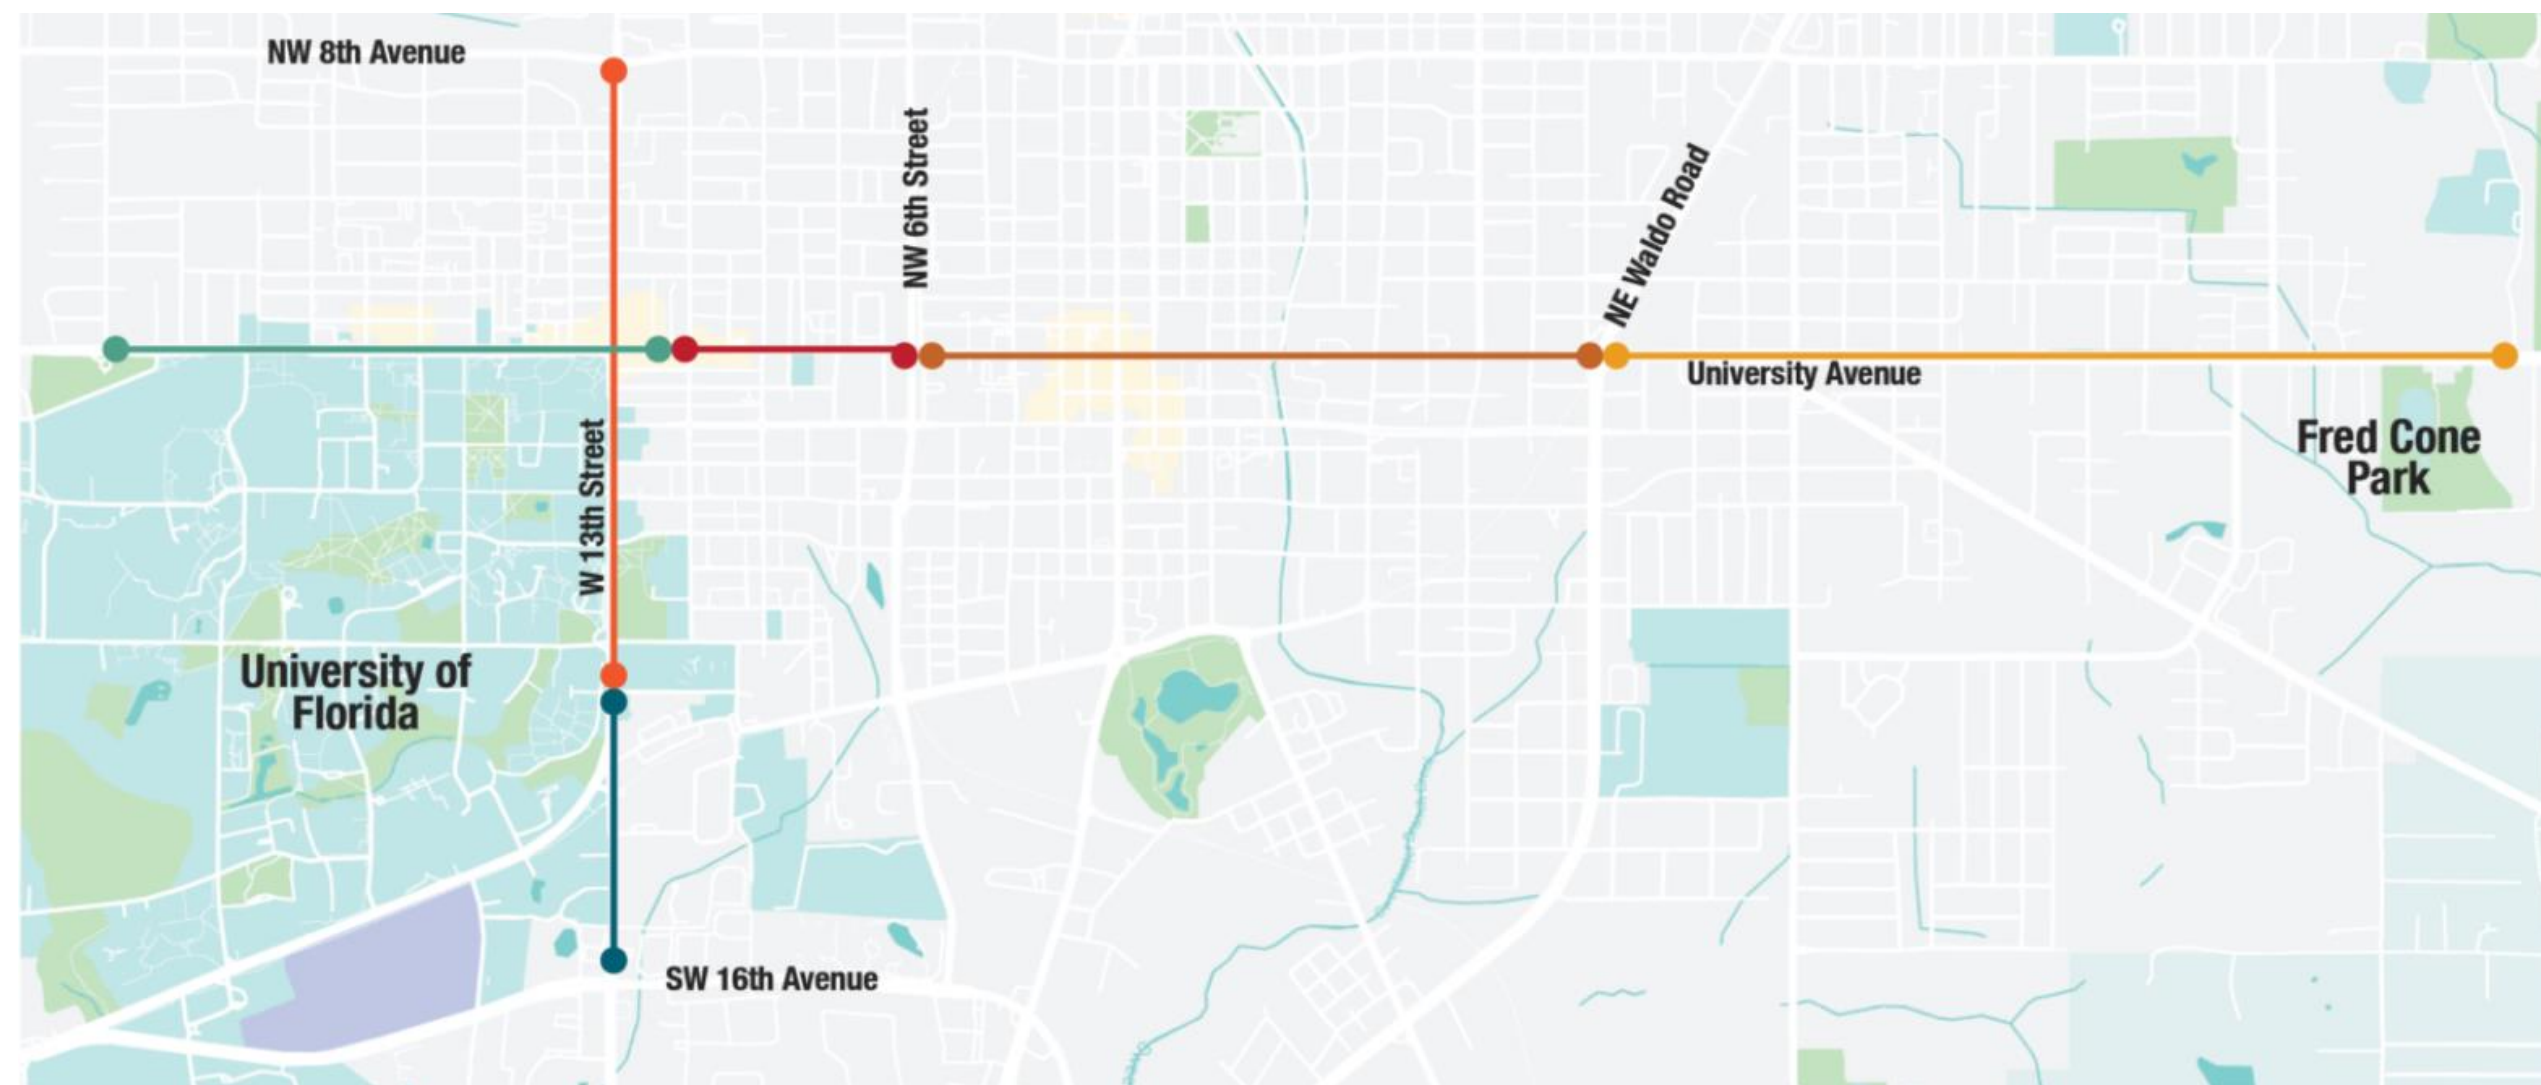 NW 8th Avenue
NW 6th Street
NE Waldo Road
University Avenue
W 13th Street
Fred Cone
Park
University of
Florida
SW 16th Avenue